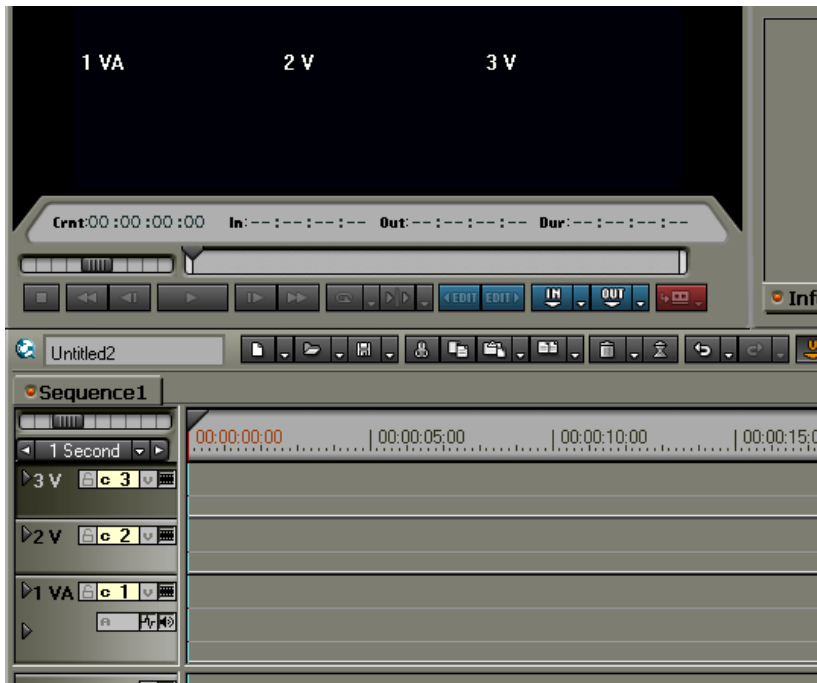 1 VA 2 V 3 V
Crnt:00:00:00:00 In:--:--:--:-- Out:--:--:--:-- Dur:--:--:--:--
EDIT EDIT IN OUT
Inf
Untitled2
Sequence1
1 Second 00:00:00:00 00:00:05:00 00:00:10:00 00:00:15:0
3 V c 3 V
2 V c 2 V
1 VA c 1 V
A